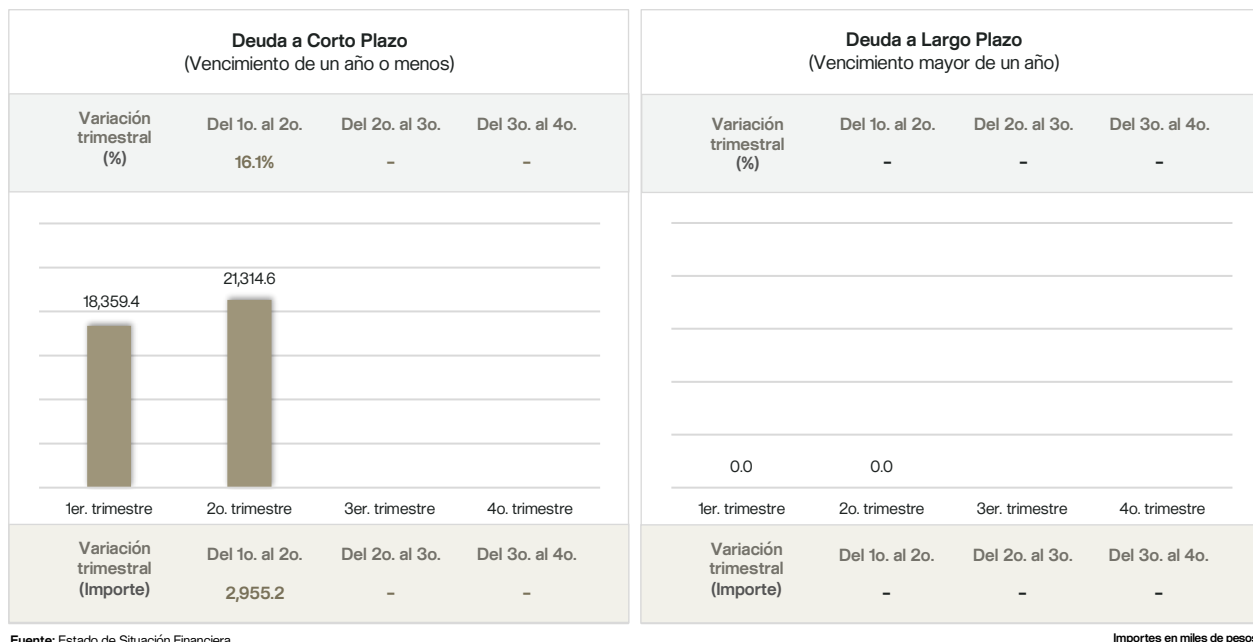 Deuda a Corto Plazo
(Vencimiento de un año o menos)
Variación trimestral (%)
Del 1o. al 2o.
Del 2o. al 3o.
Del 3o. al 4o.
16.1%
–
–
18,359.4
21,314.6
1er. trimestre
2o. trimestre
3er. trimestre
4o. trimestre
Variación trimestral (Importe)
Del 1o. al 2o.
Del 2o. al 3o.
Del 3o. al 4o.
2,955.2
–
–
Deuda a Largo Plazo
(Vencimiento mayor de un año)
Variación trimestral (%)
Del 1o. al 2o.
Del 2o. al 3o.
Del 3o. al 4o.
–
–
–
0.0
0.0
1er. trimestre
2o. trimestre
3er. trimestre
4o. trimestre
Variación trimestral (Importe)
Del 1o. al 2o.
Del 2o. al 3o.
Del 3o. al 4o.
–
–
–
Fuente: Estado de Situación Financiera
Importes en miles de pesos